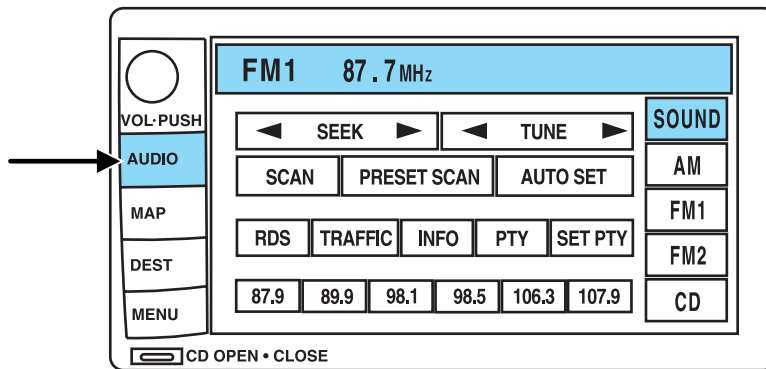 FM1 87.7MHz
VOL·PUSH
AUDIO
MAP
DEST
MENU
SEEK TUNE
SCAN PRESET SCAN AUTO SET
RDS TRAFFIC INFO PTY SET PTY
87.9 89.9 98.1 98.5 106.3 107.9
SOUND
AM
FM1
FM2
CD
CD OPEN • CLOSE